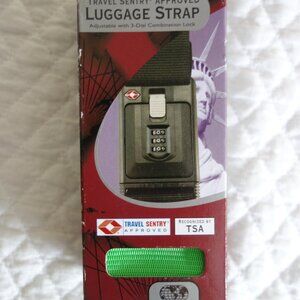 TRAVEL SENTRY® APPROVED
LUGGAGE STRAP
Adjustable with 3-Dial Combination Lock
TRAVEL SENTRY
APPROVED
RECOGNIZED BY
TSA